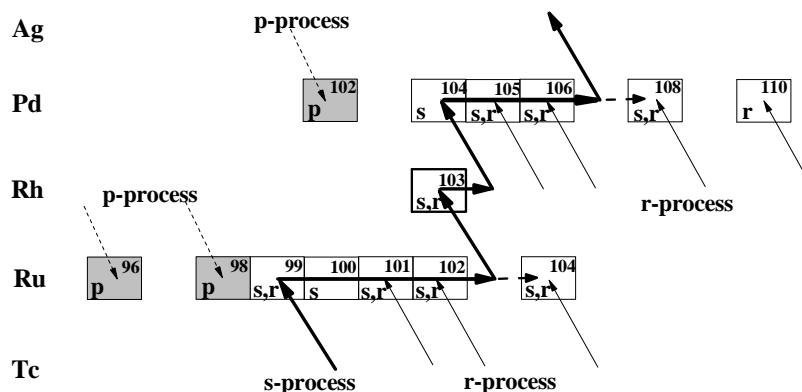 Ag
p-process
Pd
102
p
104
s
105
s,r
106
s,r
108
s,r
110
r
Rh
103
s,r
p-process
r-process
Ru
96
p
98
p
99
s,r
100
s
101
s,r
102
s,r
104
s,r
Tc
s-process
r-process